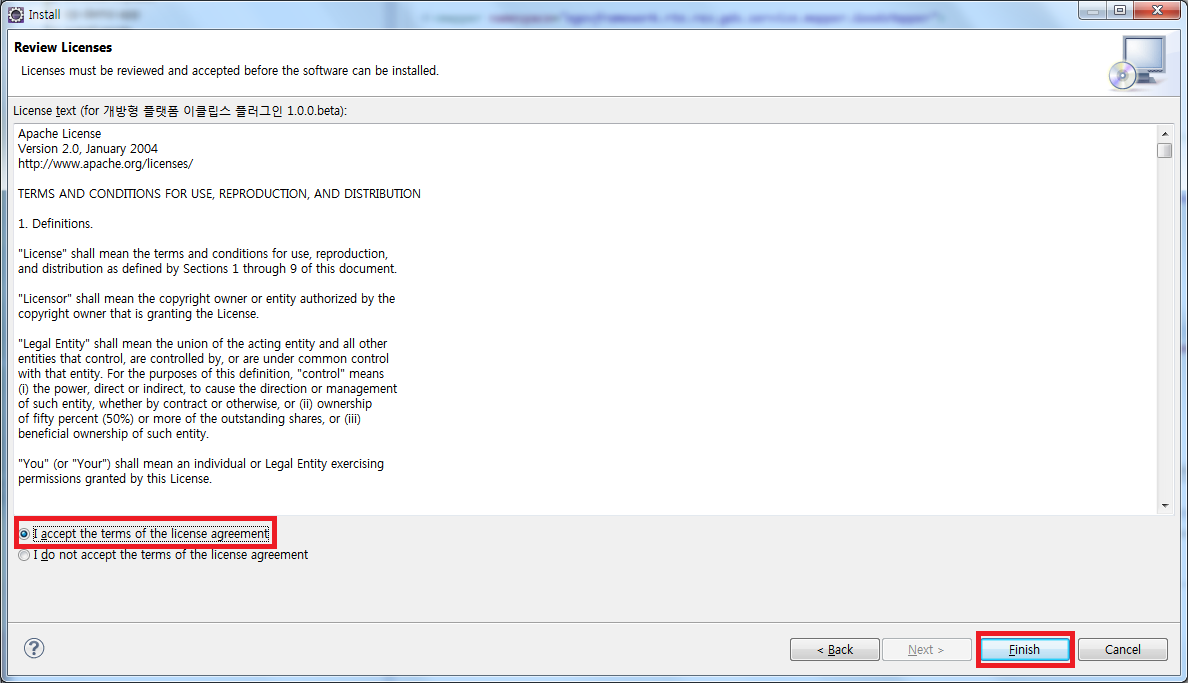 Install
Review Licenses
Licenses must be reviewed and accepted before the software can be installed.
License text (for 개방형 플랫폼 이클립스 플러그인 1.0.0.beta):
Apache License
Version 2.0, January 2004
http://www.apache.org/licenses/
TERMS AND CONDITIONS FOR USE, REPRODUCTION, AND DISTRIBUTION
1. Definitions.
"License" shall mean the terms and conditions for use, reproduction,
and distribution as defined by Sections 1 through 9 of this document.
"Licensor" shall mean the copyright owner or entity authorized by the
copyright owner that is granting the License.
"Legal Entity" shall mean the union of the acting entity and all other
entities that control, are controlled by, or are under common control
with that entity. For the purposes of this definition, "control" means
(i) the power, direct or indirect, to cause the direction or management
of such entity, whether by contract or otherwise, or (ii) ownership
of fifty percent (50%) or more of the outstanding shares, or (iii)
beneficial ownership of such entity.
"You" (or "Your") shall mean an individual or Legal Entity exercising
permissions granted by this License.
I accept the terms of the license agreement
I do not accept the terms of the license agreement
?
< Back
Next >
Finish
Cancel